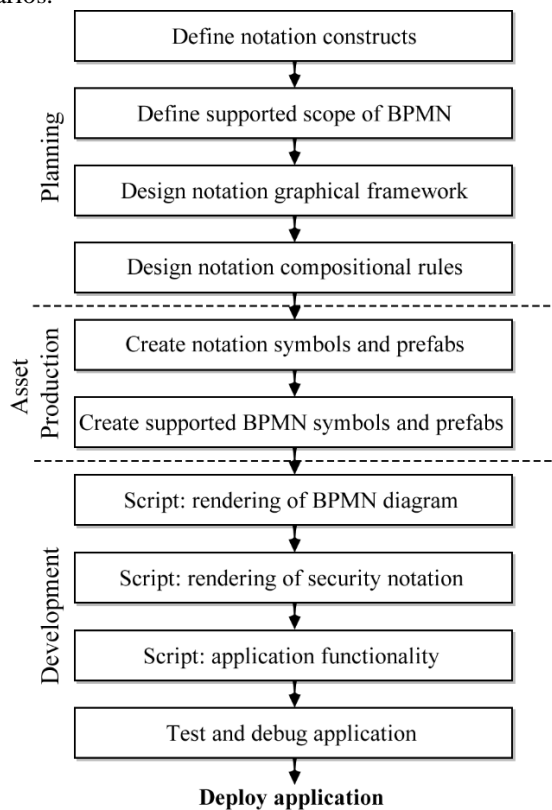 Define notation constructs
Define supported scope of BPMN
Design notation graphical framework
Design notation compositional rules
Planning
Create notation symbols and prefabs
Create supported BPMN symbols and prefabs
Asset
Production
Script: rendering of BPMN diagram
Script: rendering of security notation
Script: application functionality
Test and debug application
Development
Deploy application